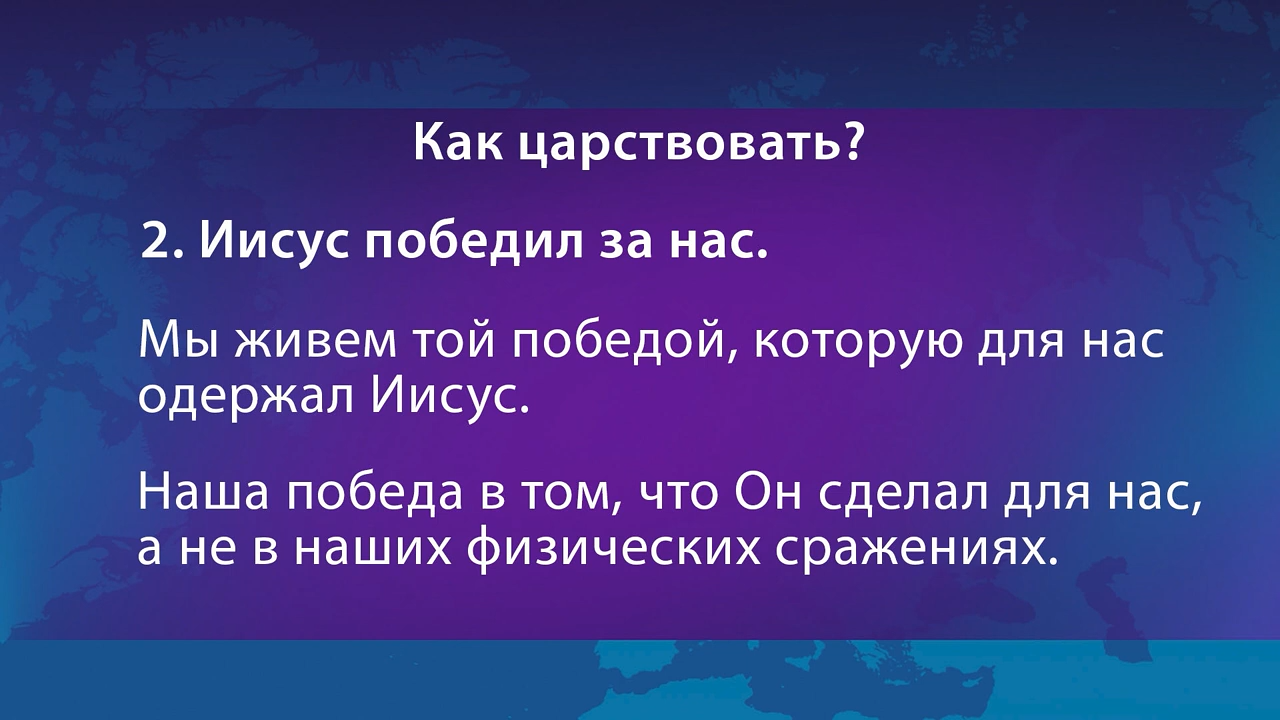 Как царствовать?
2. Иисус победил за нас.
Мы живем той победой, которую для нас
одержал Иисус.
Наша победа в том, что Он сделал для нас,
а не в наших физических сражениях.